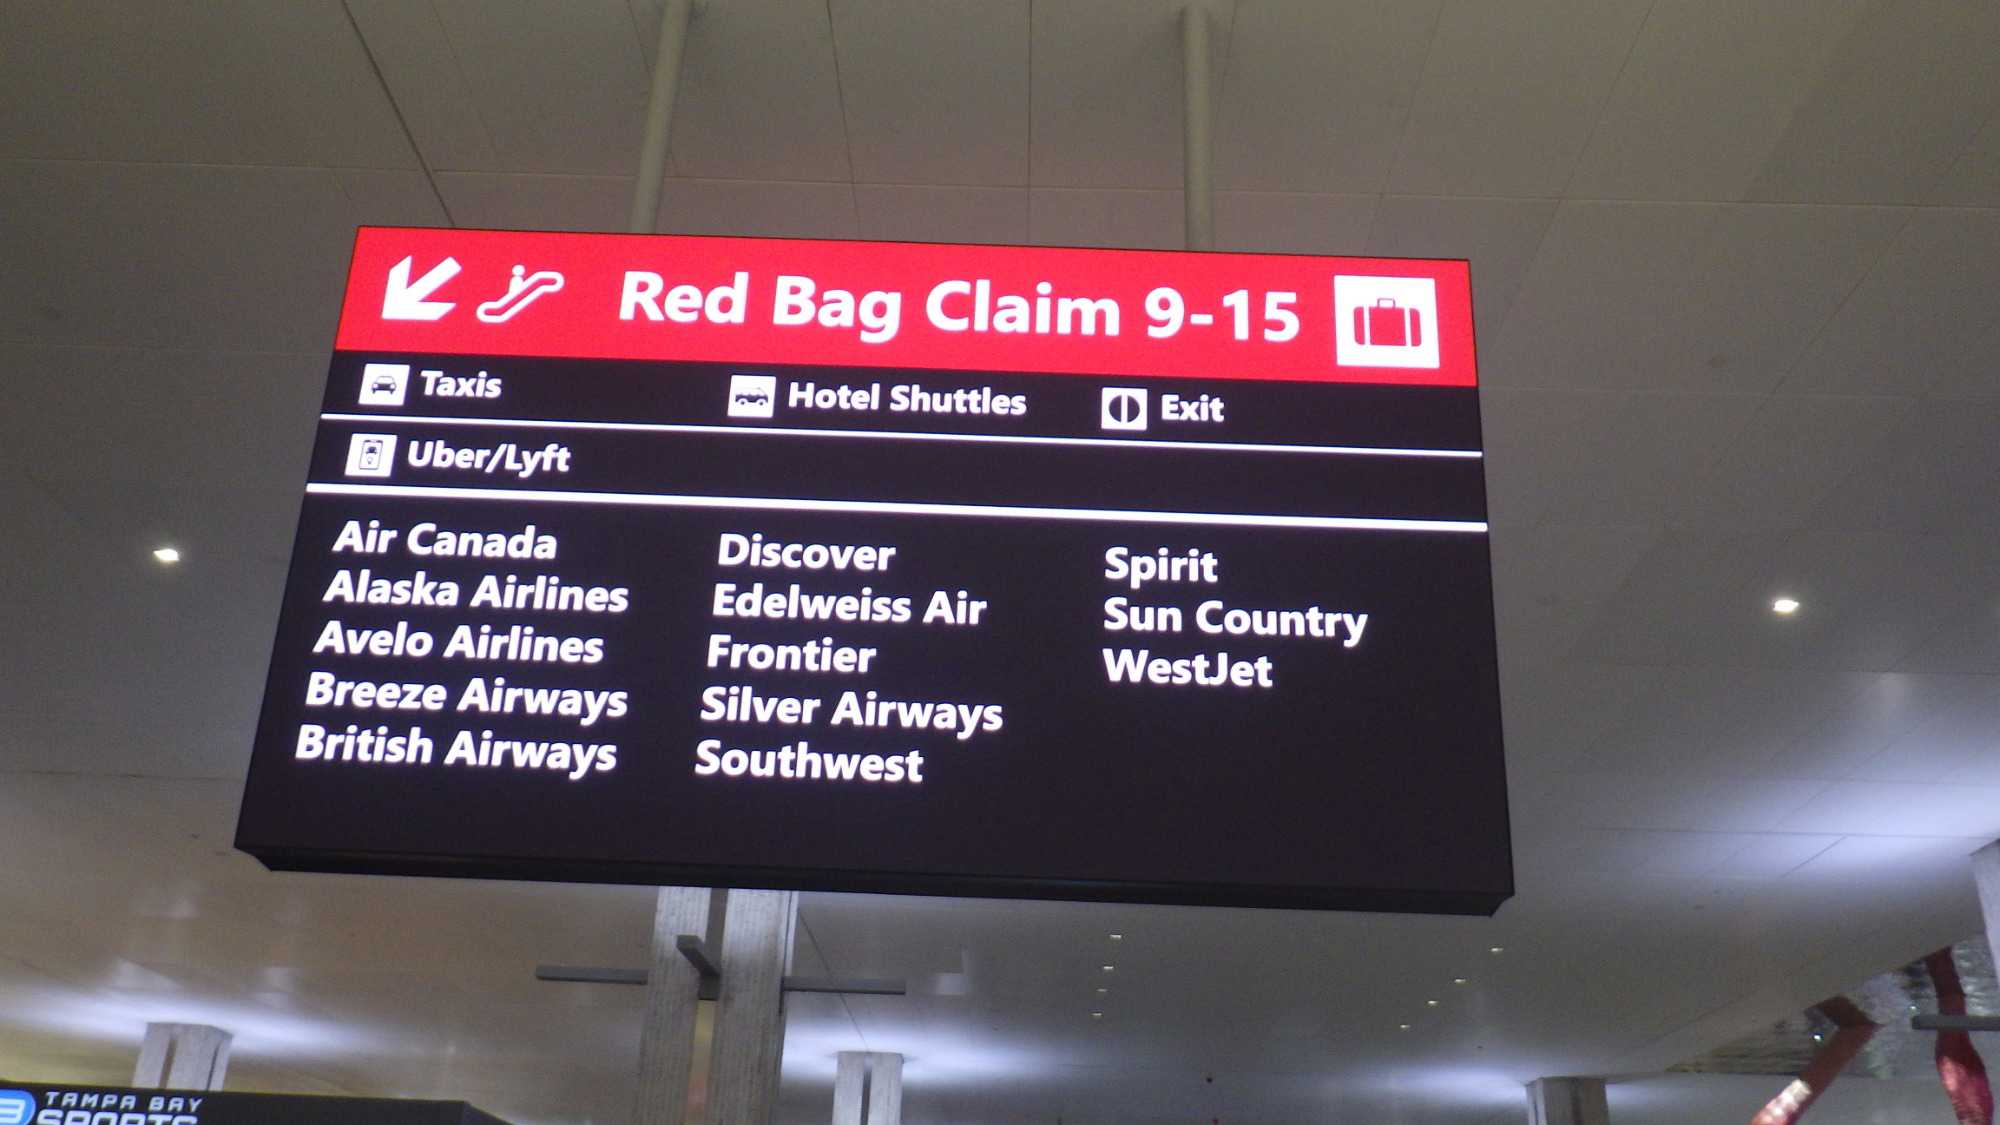 Red Bag Claim 9-15
Taxis
Hotel Shuttles
Exit
Uber/Lyft
Air Canada
Alaska Airlines
Avelo Airlines
Breeze Airways
British Airways
Discover
Edelweiss Air
Frontier
Silver Airways
Southwest
Spirit
Sun Country
WestJet
TAMPA BAY
SPORTS